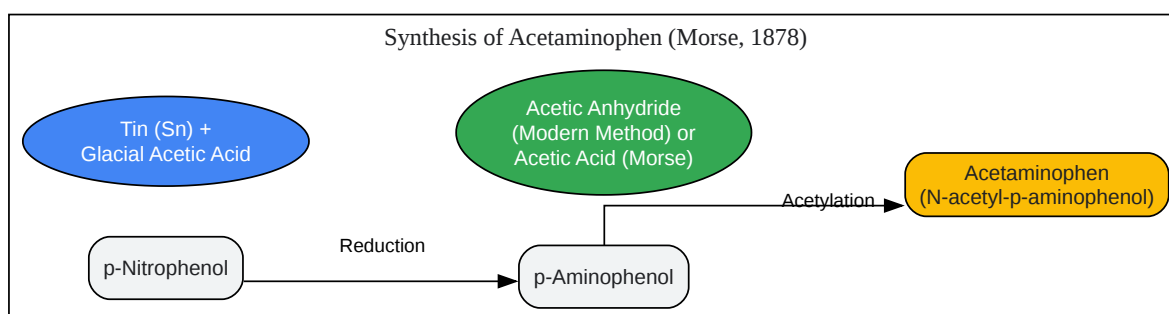 Synthesis of Acetaminophen (Morse, 1878)
Tin (Sn) +
Glacial Acetic Acid
Acetic Anhydride
(Modern Method) or
Acetic Acid (Morse)
Acetaminophen
(N-acetyl-p-aminophenol)
Acetylation
Reduction
p-Nitrophenol
p-Aminophenol